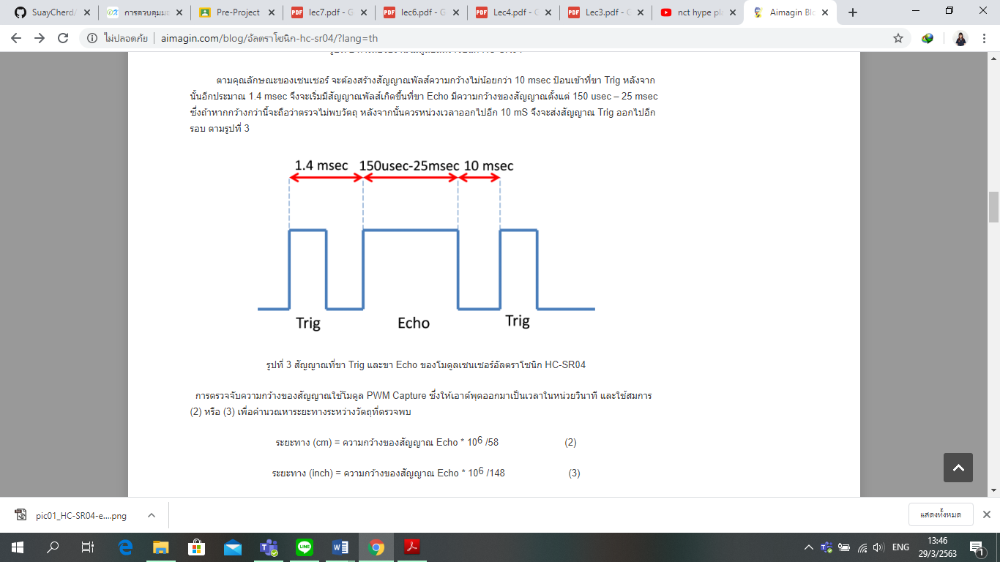 SuayCherd/
การควบคุมมอ
Pre-Project
lec7.pdf - G
lec6.pdf - G
Lec4.pdf - G
Lec3.pdf - G
nct hype pla
Aimagin Blo
ไม่ปลอดภัย | aimagin.com/blog/อัลตราโซนิก-hc-sr04/?lang=th
ตามคุณลักษณะของเซนเซอร์ จะต้องสร้างสัญญาณพัลส์ความกว้างไม่น้อยกว่า 10 msec ป้อนเข้าที่ขา Trig หลังจาก
นั้นอีกประมาณ 1.4 msec จึงจะเริ่มมีสัญญาณพัลส์เกิดขึ้นที่ขา Echo มีความกว้างของสัญญาณตั้งแต่ 150 usec – 25 msec
ซึ่งถ้าหากกว้างกว่านี้จะถือว่าตรวจไม่พบวัตถุ หลังจากนั้นควรหน่วงเวลาออกไปอีก 10 mS จึงจะส่งสัญญาณ Trig ออกไปอีก
รอบ ตามรูปที่ 3
1.4 msec 150usec-25msec 10 msec
Trig Echo Trig
รูปที่ 3 สัญญาณที่ขา Trig และขา Echo ของโมดูลเซนเซอร์อัลตราโซนิก HC-SR04
การตรวจจับความกว้างของสัญญาณใช้โมดูล PWM Capture ซึ่งให้เอาต์พุตออกมาเป็นเวลาในหน่วยวินาที และใช้สมการ
(2) หรือ (3) เพื่อคำนวณหาระยะทางระหว่างวัตถุที่ตรวจพบ
ระยะทาง (cm) = ความกว้างของสัญญาณ Echo * 10⁶ /58 (2)
ระยะทาง (inch) = ความกว้างของสัญญาณ Echo * 10⁶ /148 (3)
pic01_HC-SR04-e....png
แสดงทั้งหมด
ENG
13:46
29/3/2563